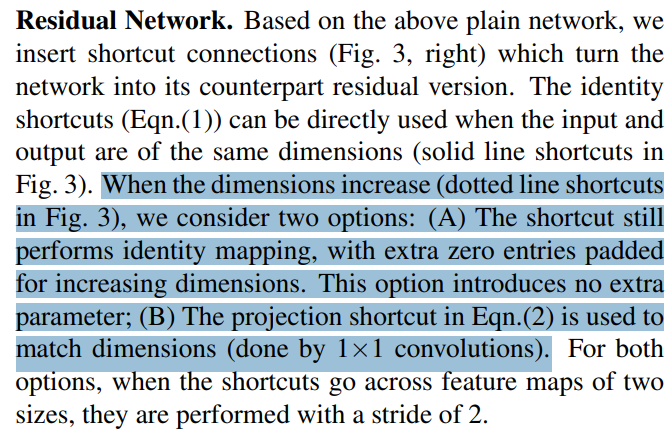 Residual Network. Based on the above plain network, we
insert shortcut connections (Fig. 3, right) which turn the
network into its counterpart residual version. The identity
shortcuts (Eqn.(1)) can be directly used when the input and
output are of the same dimensions (solid line shortcuts in
Fig. 3). When the dimensions increase (dotted line shortcuts
in Fig. 3), we consider two options: (A) The shortcut still
performs identity mapping, with extra zero entries padded
for increasing dimensions. This option introduces no extra
parameter; (B) The projection shortcut in Eqn.(2) is used to
match dimensions (done by 1×1 convolutions). For both
options, when the shortcuts go across feature maps of two
sizes, they are performed with a stride of 2.